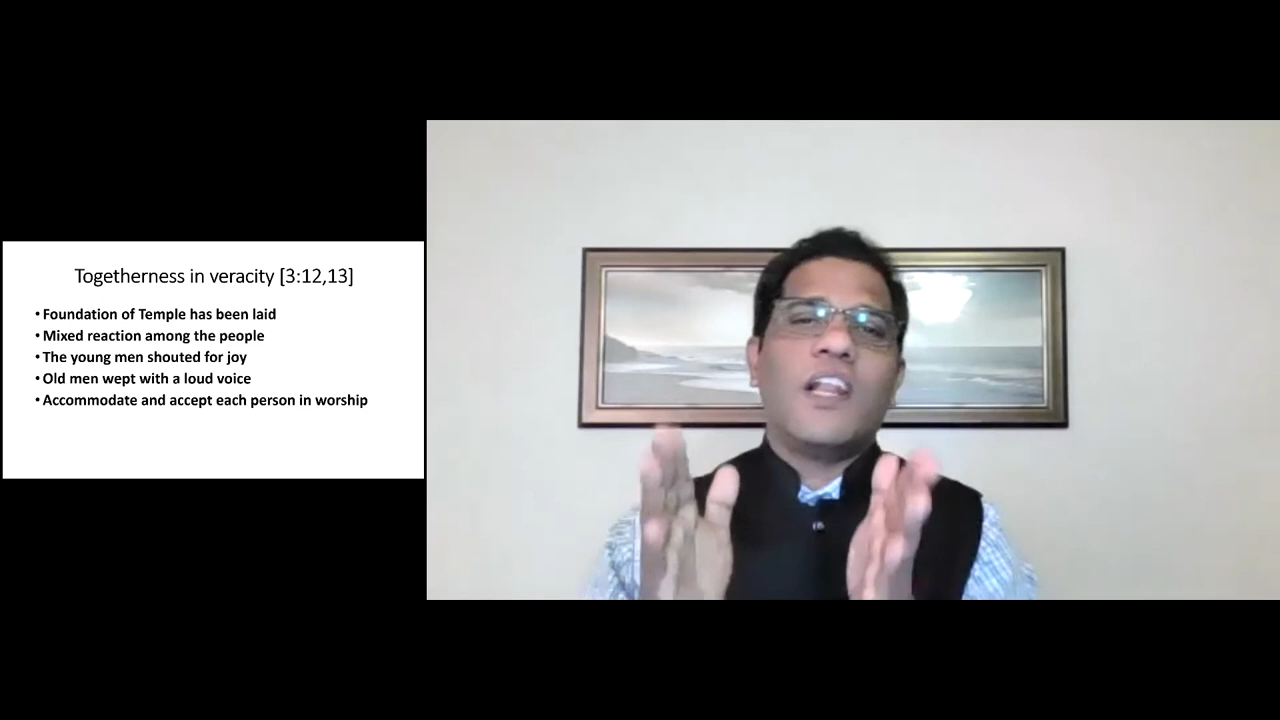 Togetherness in veracity [3:12,13]
• Foundation of Temple has been laid
• Mixed reaction among the people
• The young men shouted for joy
• Old men wept with a loud voice
• Accommodate and accept each person in worship